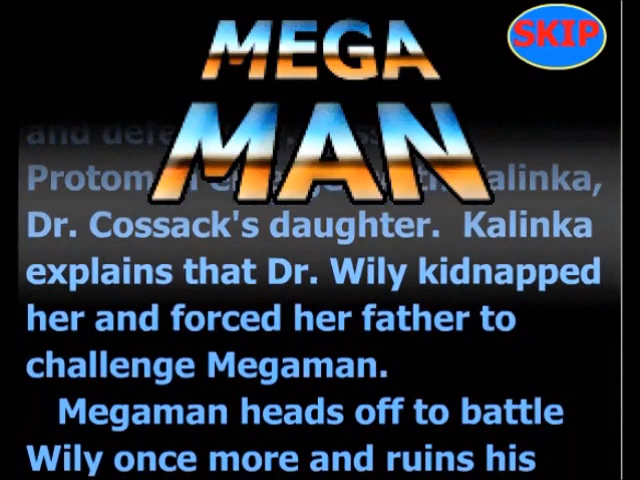 MEGA
SKIP
MAN
and
Dr. Cossack's daughter.  Kalinka
explains that Dr. Wily kidnapped
her and forced her father to
challenge Megaman.
Megaman heads off to battle
Wily once more and ruins his